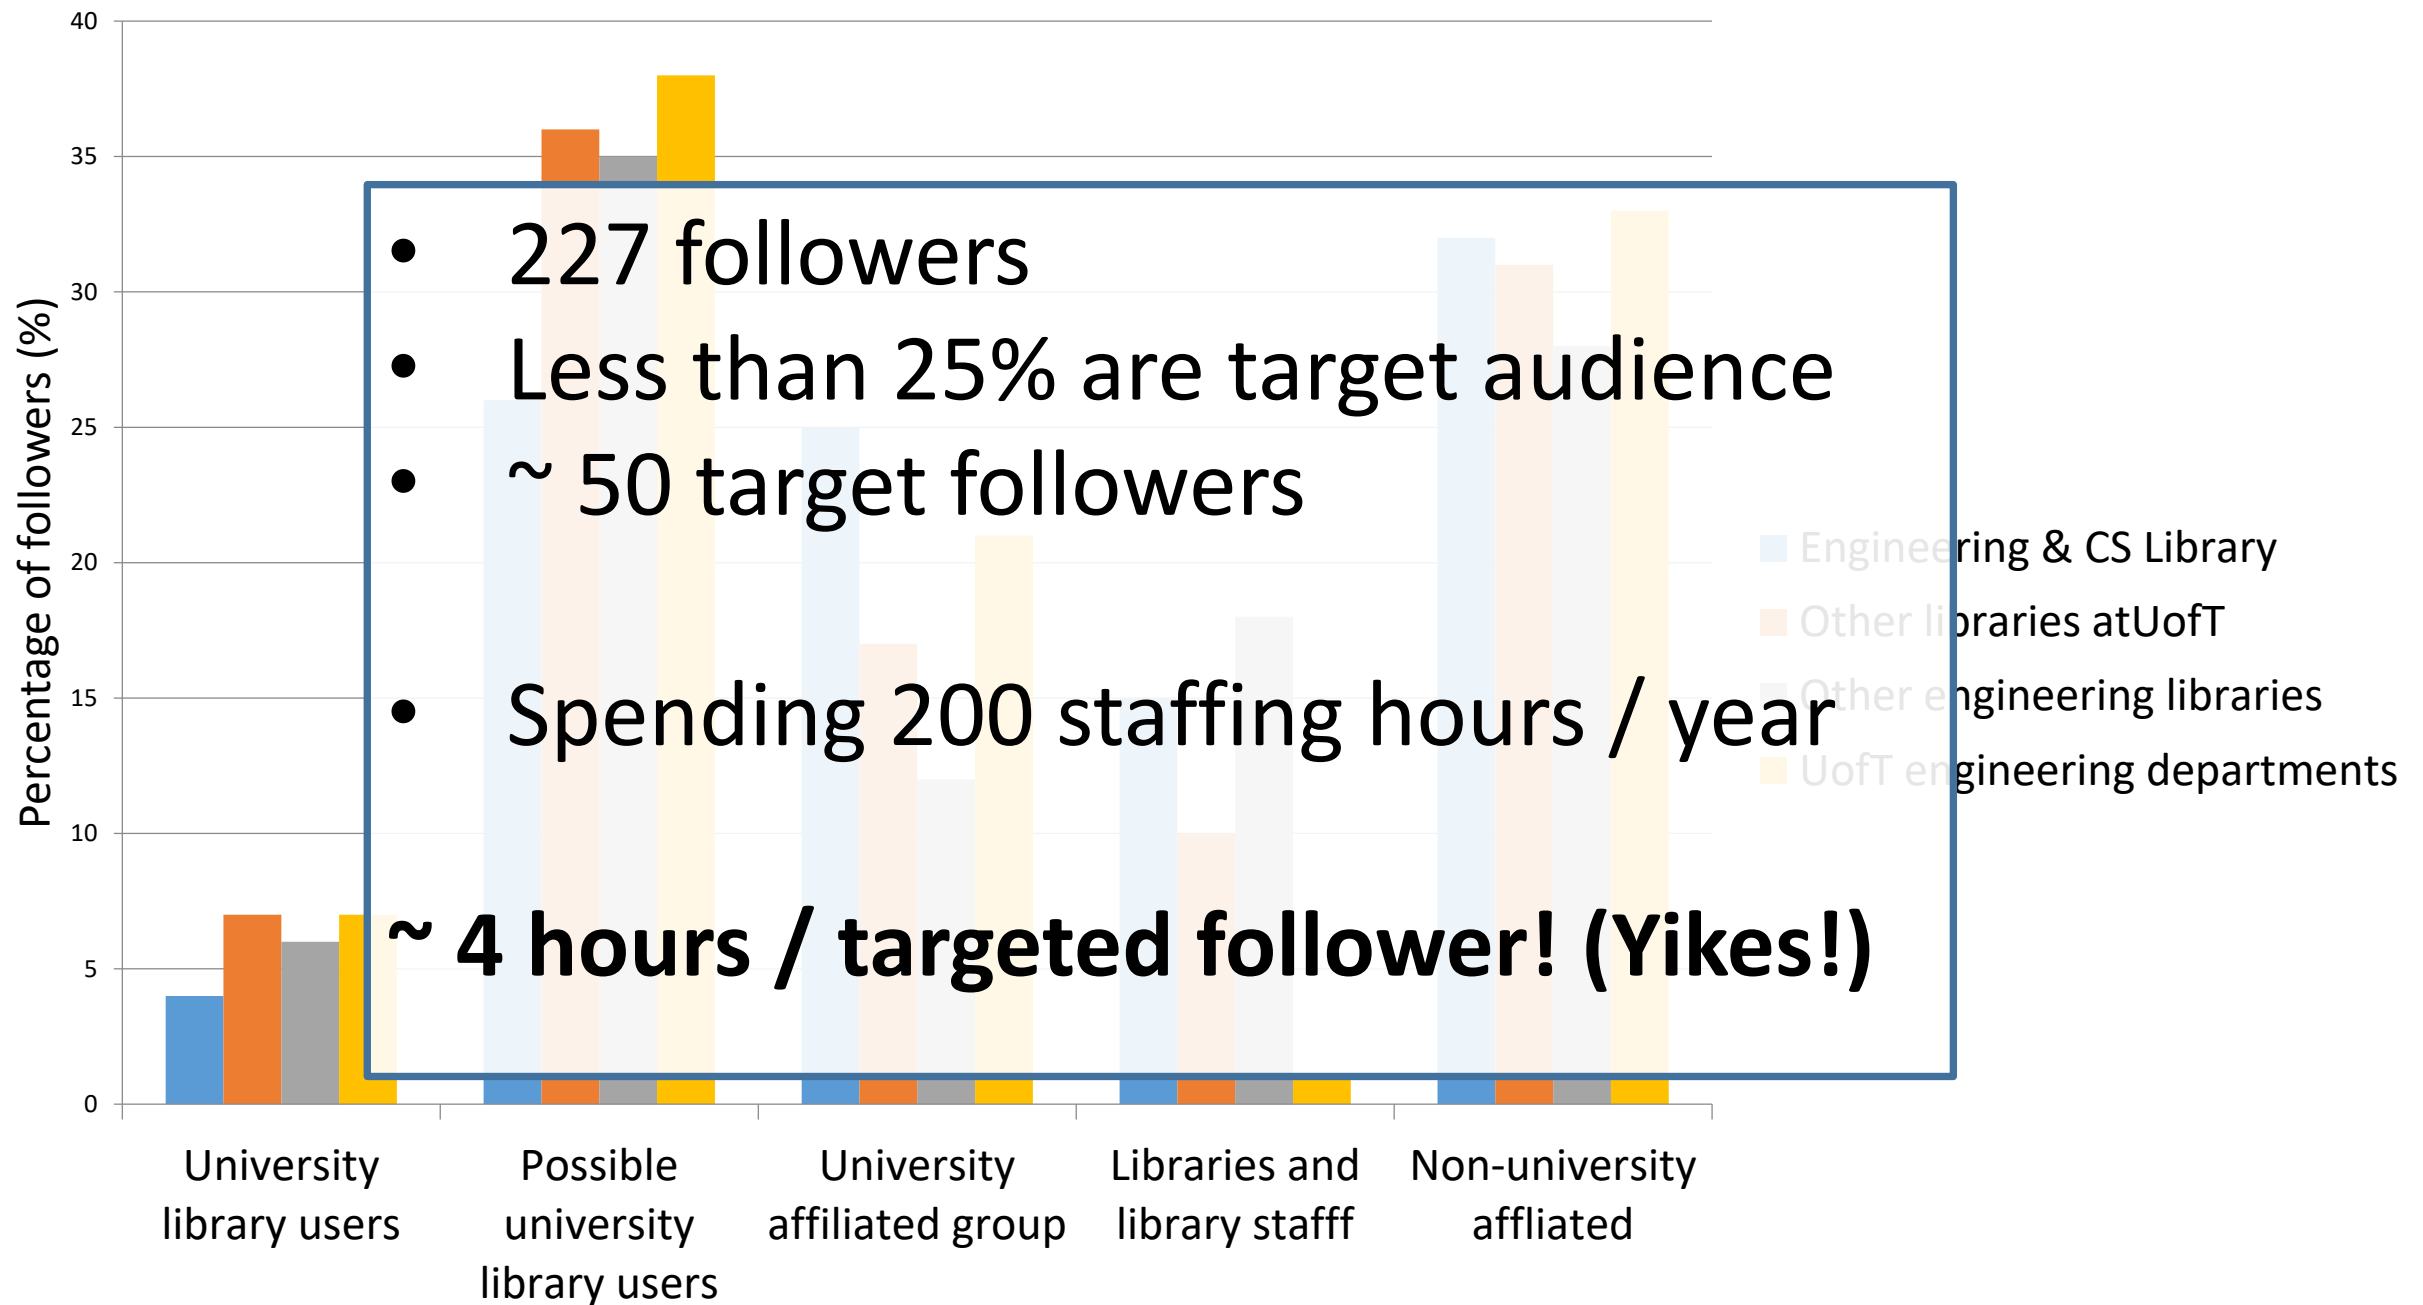 40
35
30
25
20
15
10
5
0
Percentage of followers (%)
• 227 followers
• Less than 25% are target audience
• ~ 50 target followers
• Spending 200 staffing hours / year
~ 4 hours / targeted follower! (Yikes!)
Engineering & CS Library
Other libraries atUofT
Other engineering libraries
UofT engineering departments
University
library users
Possible
university
library users
University
affiliated group
Libraries and
library stafff
Non-university
affliated